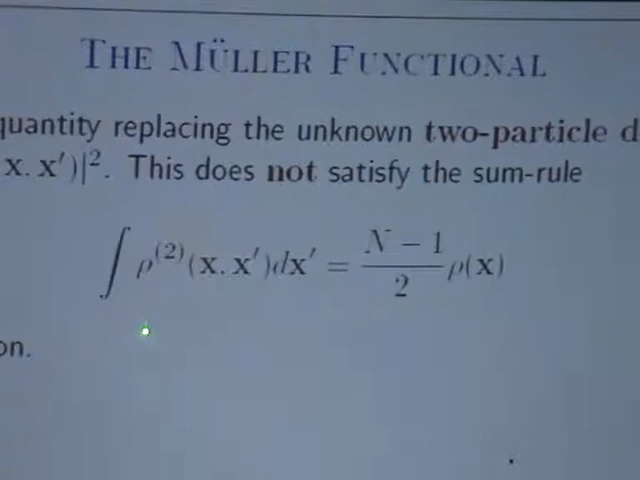 THE MÜLLER FUNCTIONAL
quantity replacing the unknown two-particle d
x, x′)|². This does not satisfy the sum-rule
∫ρ⁽²⁾(x, x′)dx′ = (N − 1)/2 ρ(x)
on.